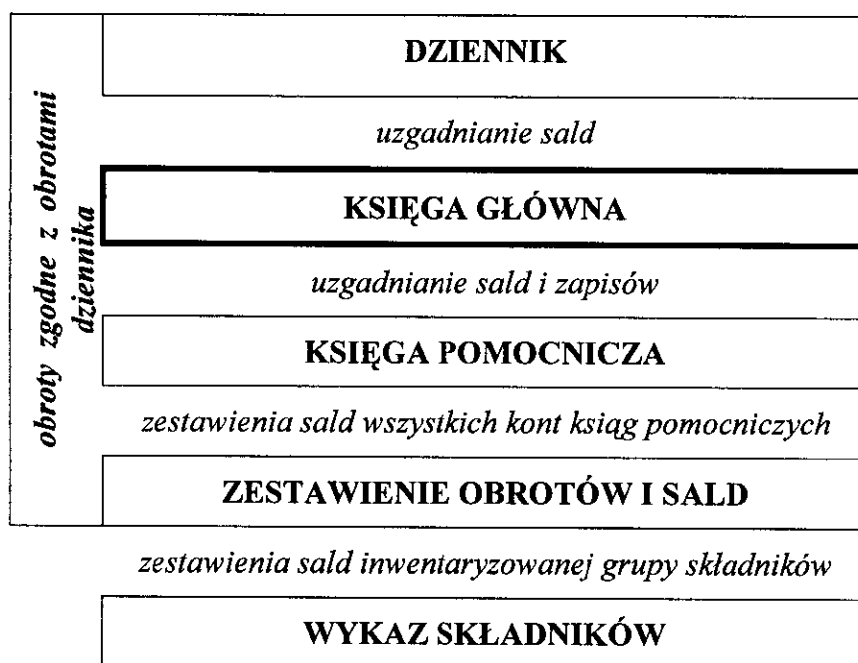 obroty zgodne z obrotami
dziennika
DZIENNIK
uzgadnianie sald
KSIĘGA GŁÓWNA
uzgadnianie sald i zapisów
KSIĘGA POMOCNICZA
zestawienia sald wszystkich kont ksiąg pomocniczych
ZESTAWIENIE OBROTÓW I SALD
zestawienia sald inwentaryzowanej grupy składników
WYKAZ SKŁADNIKÓW